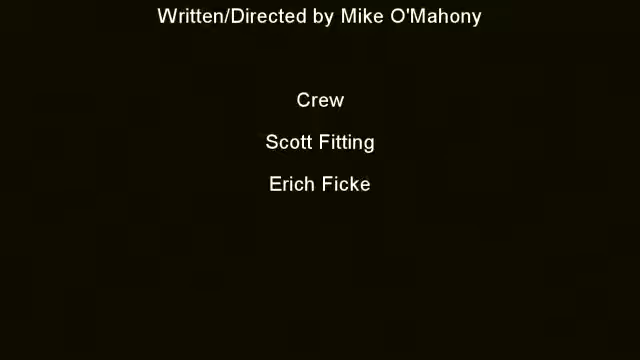 Written/Directed by Mike O'Mahony
Crew
Scott Fitting
Erich Ficke